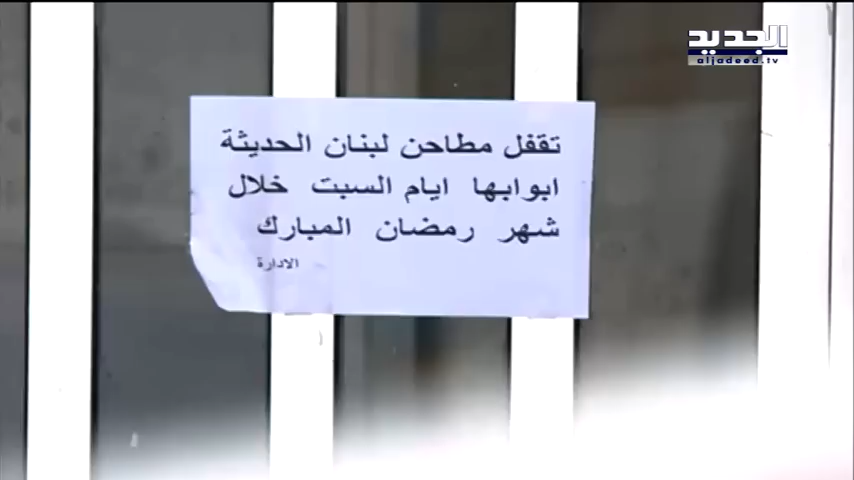 الجديد
aljadeed.tv
تقفل مطاحن لبنان الحديثة
ابوابها ايام السبت خلال
شهر رمضان المبارك
الادارة